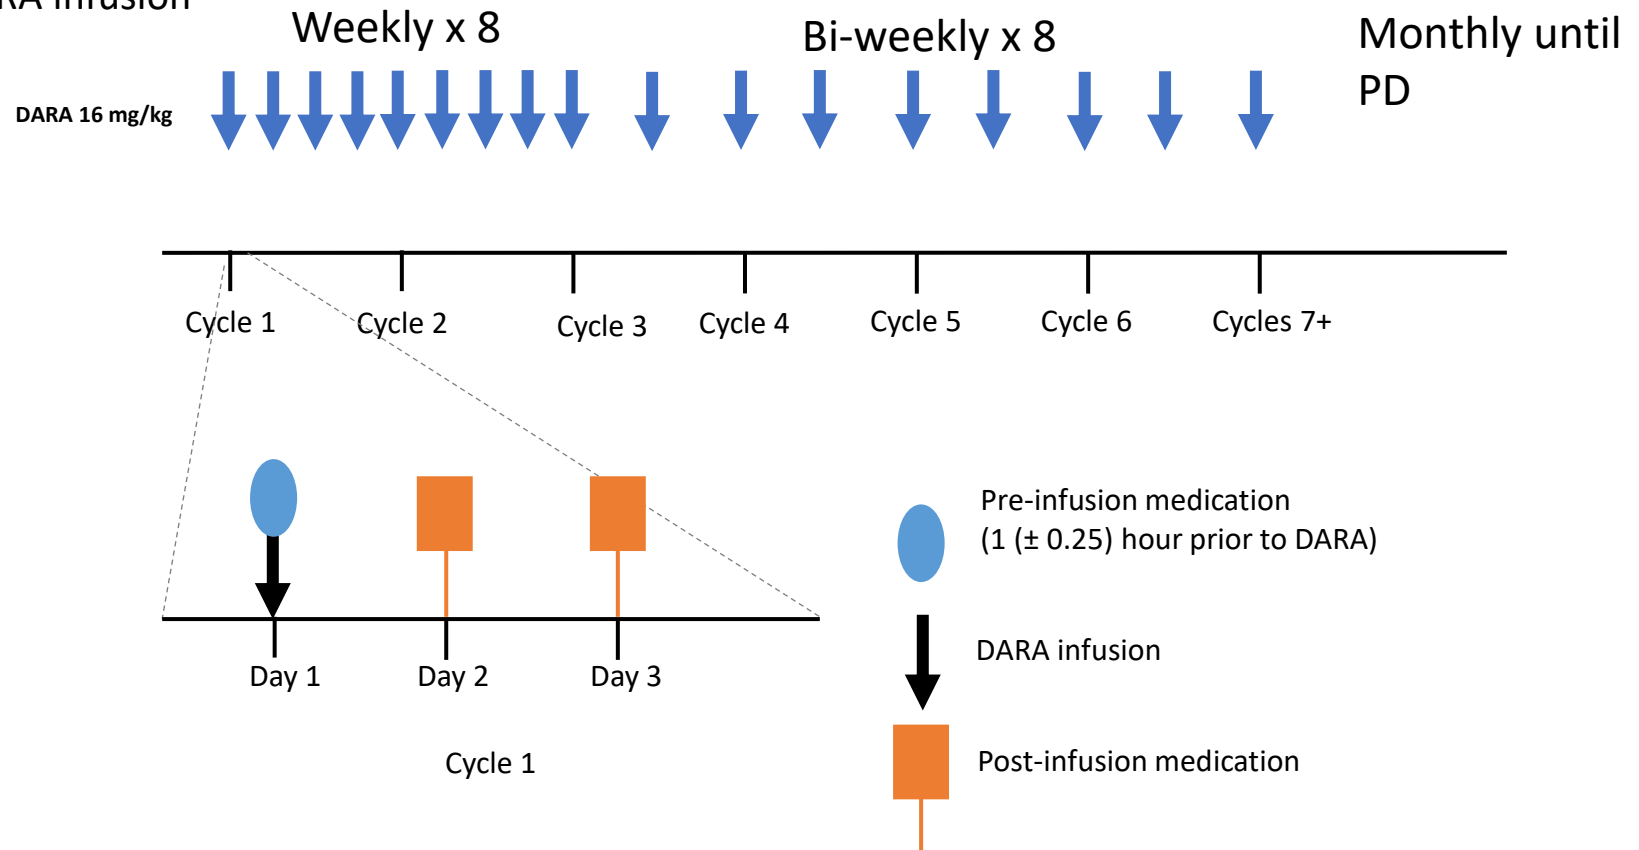 RA infusion
Weekly x 8
Bi-weekly x 8
Monthly until
PD
DARA 16 mg/kg
Cycle 1
Cycle 2
Cycle 3
Cycle 4
Cycle 5
Cycle 6
Cycles 7+
Pre-infusion medication
(1 (± 0.25) hour prior to DARA)
DARA infusion
Day 1
Day 2
Day 3
Cycle 1
Post-infusion medication